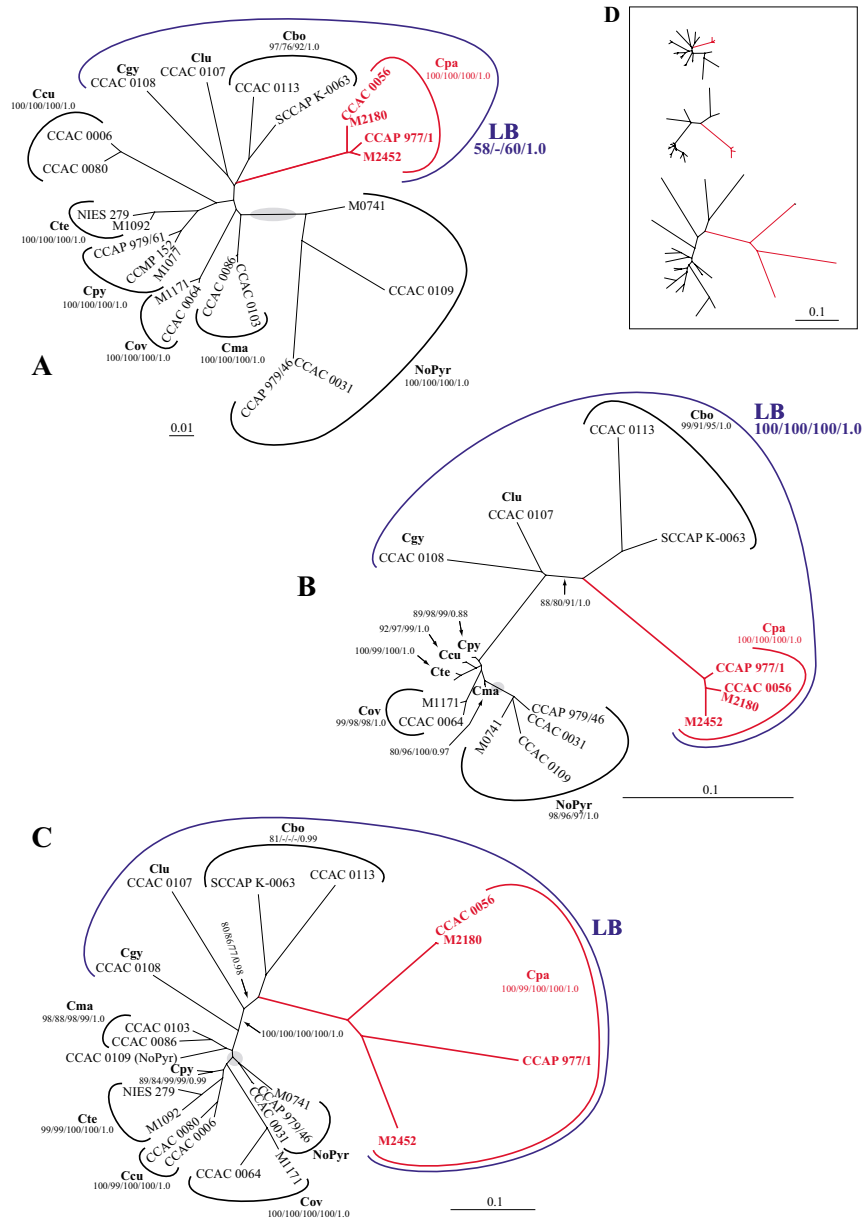 D
0.1
Cbo
97/76/92/1.0
Clu
CCAC 0107
Cgy
CCAC 0108
CCAC 0113
SCCAP K-0063
CCAC 0056
M2180
CCAP 977/1
M2452
Cpa
100/100/100/1.0
LB
58/-/60/1.0
Ccu
100/100/100/1.0
CCAC 0006
CCAC 0080
NIES 279
M1092
Cte
100/100/100/1.0
CCAP 979/61
CCMP 152
M1077
Cpy
100/100/100/1.0
M1171
CCAC 0064
Cov
100/100/100/1.0
CCAC 0086
CCAC 0103
Cma
100/100/100/1.0
M0741
CCAC 0109
CCAC 0031
CCAP 979/46
NoPyr
100/100/100/1.0
A
0.01
LB
100/100/100/1.0
Cbo
99/91/95/1.0
CCAC 0113
SCCAP K-0063
Clu
CCAC 0107
Cgy
CCAC 0108
B
88/80/91/1.0
89/98/99/0.88
92/97/99/1.0
100/99/100/1.0
Cpy
Ccu
Cte
Cma
M1171
CCAC 0064
Cov
99/98/98/1.0
80/96/100/0.97
M0741
CCAP 979/46
CCAC 0031
CCAC 0109
NoPyr
98/96/97/1.0
Cpa
100/100/100/1.0
CCAP 977/1
CCAC 0056
M2180
M2452
0.1
C
Cbo
81/-/-/-/0.99
Clu
CCAC 0107
SCCAP K-0063
CCAC 0113
80/86/77/0.98
Cgy
CCAC 0108
100/100/100/100/1.0
CCAC 0056
M2180
LB
Cpa
100/99/100/100/1.0
CCAP 977/1
M2452
Cma
98/88/98/99/1.0
CCAC 0103
CCAC 0086
CCAC 0109 (NoPyr)
Cpy
89/84/99/99/0.99
NIES 279
M1092
Cte
99/99/100/100/1.0
CCAC 0080
CCAC 0006
Ccu
100/99/100/100/1.0
M0741
CCAP 979/46
CCAC 0031
NoPyr
M1171
CCAC 0064
Cov
100/100/100/100/1.0
0.1